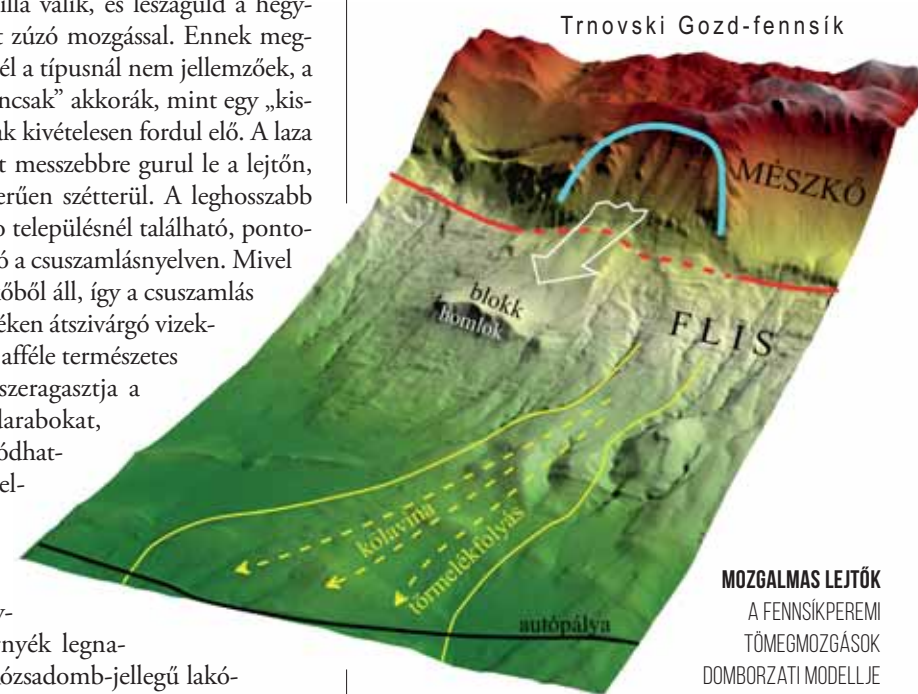 illá válik, és leszáguld a hegy-
t zúzó mozgással. Ennek meg-
él a típusnál nem jellemzőek, a
ncsak” akkorák, mint egy „kis-
ak kivételesen fordul elő. A laza
t messzebbre gurul le a lejtőn,
erűen szétterül. A leghosszabb
o településnél található, ponto-
ó a csuszamlásnyelven. Mivel
őből áll, így a csuszamlás
éken átszivárgó vizek-
afféle természetes
szeragasztja a
darabokat,
ódhat-
el-
y-
rnyék legna-
ózsadomb-jellegű lakó-
Trnovski Gozd-fennsík
MÉSZKŐ
blokk
homlok
FLIS
kőlavina
törmelékfolyás
autópálya
MOZGALMAS LEJTŐK
A FENNSÍKPEREMI
TÖMEGMOZGÁSOK
DOMBORZATI MODELLJE